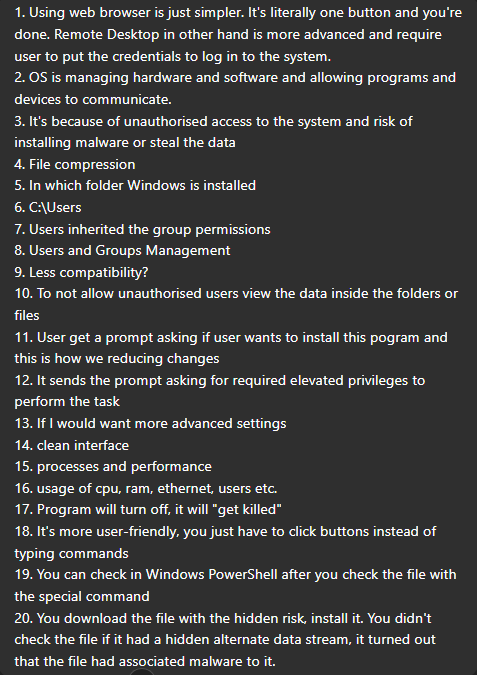 1. Using web browser is just simpler. It's literally one button and you're
done. Remote Desktop in other hand is more advanced and require
user to put the credentials to log in to the system.
2. OS is managing hardware and software and allowing programs and
devices to communicate.
3. It's because of unauthorised access to the system and risk of
installing malware or steal the data
4. File compression
5. In which folder Windows is installed
6. C:\Users
7. Users inherited the group permissions
8. Users and Groups Management
9. Less compatibility?
10. To not allow unauthorised users view the data inside the folders or
files
11. User get a prompt asking if user wants to install this pogram and
this is how we reducing changes
12. It sends the prompt asking for required elevated privileges to
perform the task
13. If I would want more advanced settings
14. clean interface
15. processes and performance
16. usage of cpu, ram, ethernet, users etc.
17. Program will turn off, it will "get killed"
18. It's more user-friendly, you just have to click buttons instead of
typing commands
19. You can check in Windows PowerShell after you check the file with
the special command
20. You download the file with the hidden risk, install it. You didn't
check the file if it had a hidden alternate data stream, it turned out
that the file had associated malware to it.